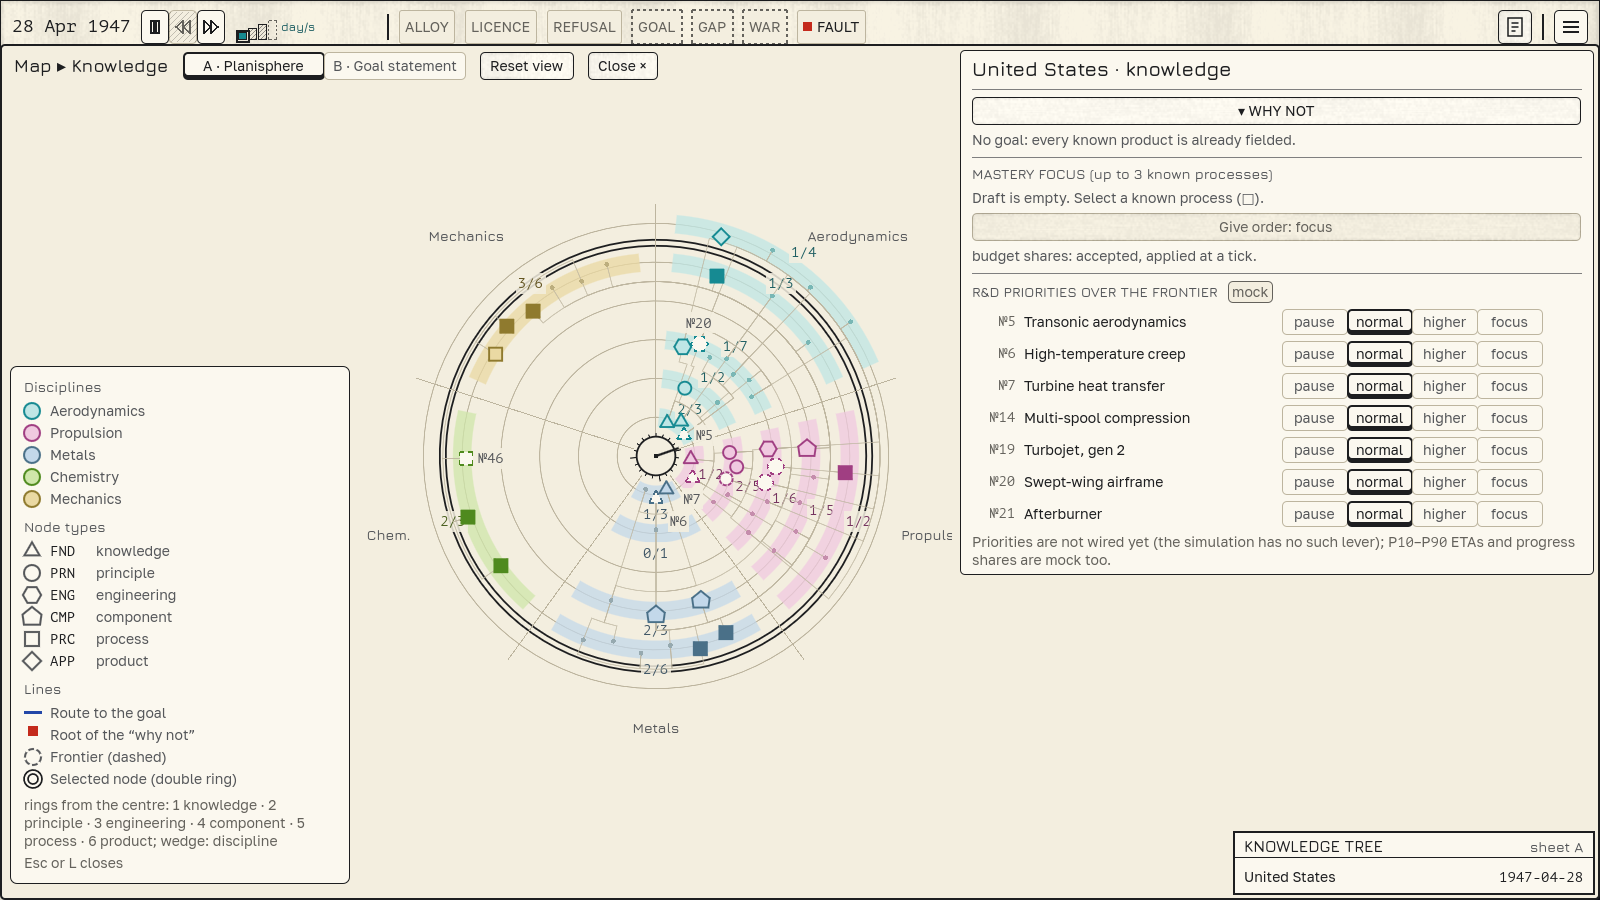 28 Apr 1947
day/s
ALLOY
LICENCE
REFUSAL
GOAL
GAP
WAR
FAULT
Map ▸ Knowledge
A · Planisphere
B · Goal statement
Reset view
Close ×
United States · knowledge
▾ WHY NOT
No goal: every known product is already fielded.
MASTERY FOCUS (up to 3 known processes)
Draft is empty. Select a known process (□).
Give order: focus
budget shares: accepted, applied at a tick.
R&D PRIORITIES OVER THE FRONTIER mock
№5 Transonic aerodynamics pause normal higher focus
№6 High-temperature creep pause normal higher focus
№7 Turbine heat transfer pause normal higher focus
№14 Multi-spool compression pause normal higher focus
№19 Turbojet, gen 2 pause normal higher focus
№20 Swept-wing airframe pause normal higher focus
№21 Afterburner pause normal higher focus
Priorities are not wired yet (the simulation has no such lever); P10–P90 ETAs and progress
shares are mock too.
Mechanics
Aerodynamics
1/4
3/6
1/3
№20
1/7
1/2
2/3
№5
№46
1/2
2/5
№7
1/6
1/3
№6
1/5
1/2
2/3
Chem.
Propuls
0/1
2/3
2/6
Metals
Disciplines
Aerodynamics
Propulsion
Metals
Chemistry
Mechanics
Node types
FND knowledge
PRN principle
ENG engineering
CMP component
PRC process
APP product
Lines
Route to the goal
Root of the “why not”
Frontier (dashed)
Selected node (double ring)
rings from the centre: 1 knowledge · 2
principle · 3 engineering · 4 component · 5
process · 6 product; wedge: discipline
Esc or L closes
KNOWLEDGE TREE sheet A
United States 1947-04-28